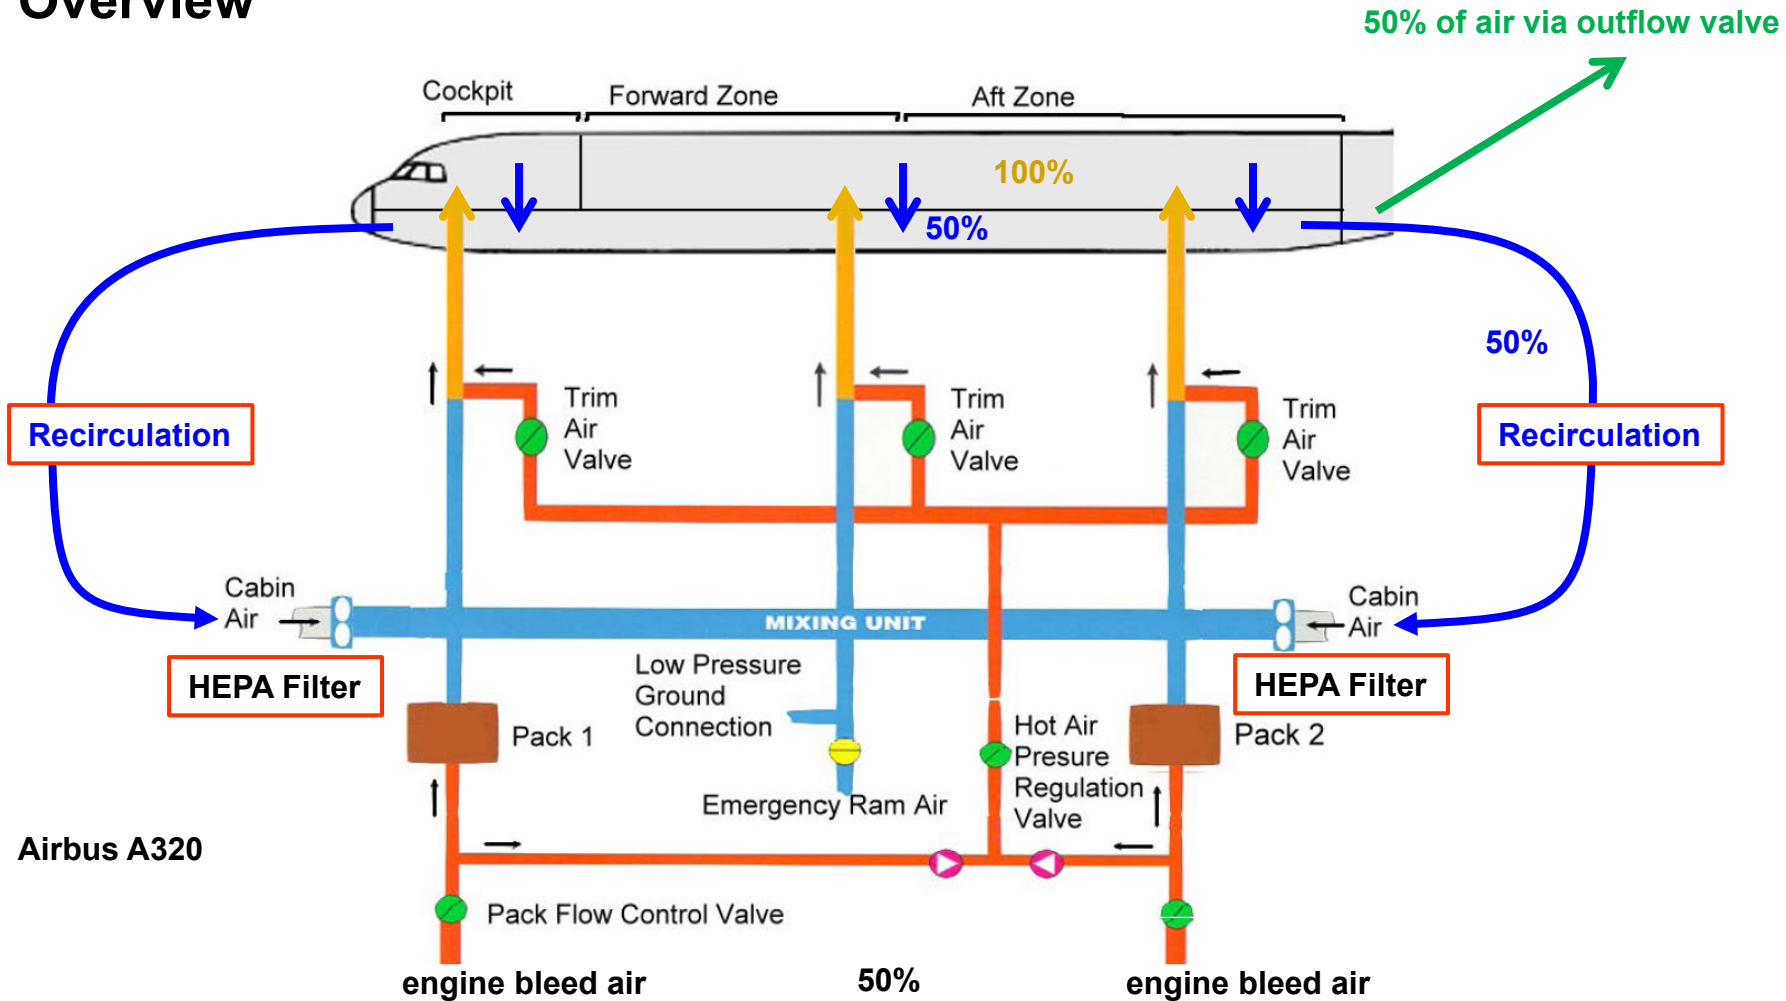 Overview
50% of air via outflow valve
Cockpit
Forward Zone
Aft Zone
100%
50%
50%
Recirculation
Trim
Air
Valve
Trim
Air
Valve
Trim
Air
Valve
Recirculation
Cabin
Air
MIXING UNIT
Cabin
Air
HEPA Filter
Low Pressure
Ground
Connection
HEPA Filter
Pack 1
Hot Air
Presure
Regulation
Valve
Pack 2
Emergency Ram Air
Airbus A320
Pack Flow Control Valve
engine bleed air
50%
engine bleed air